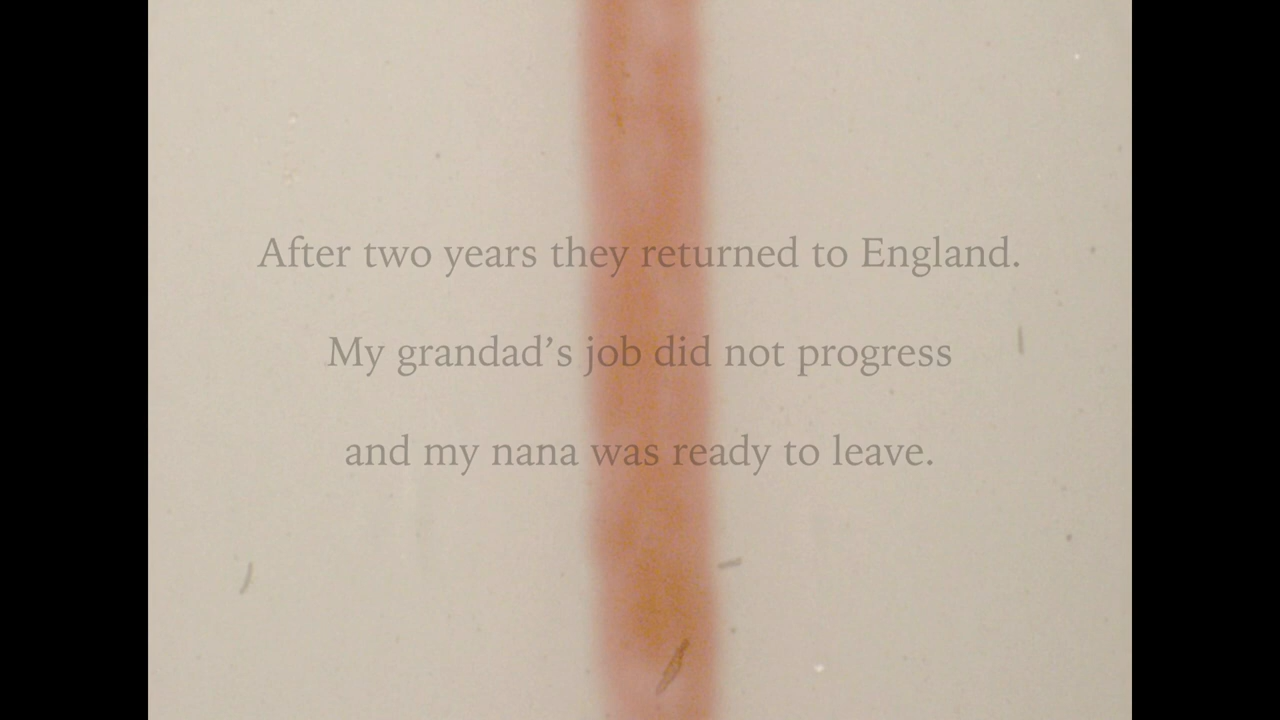 After two years they returned to England.
My grandad’s job did not progress
and my nana was ready to leave.